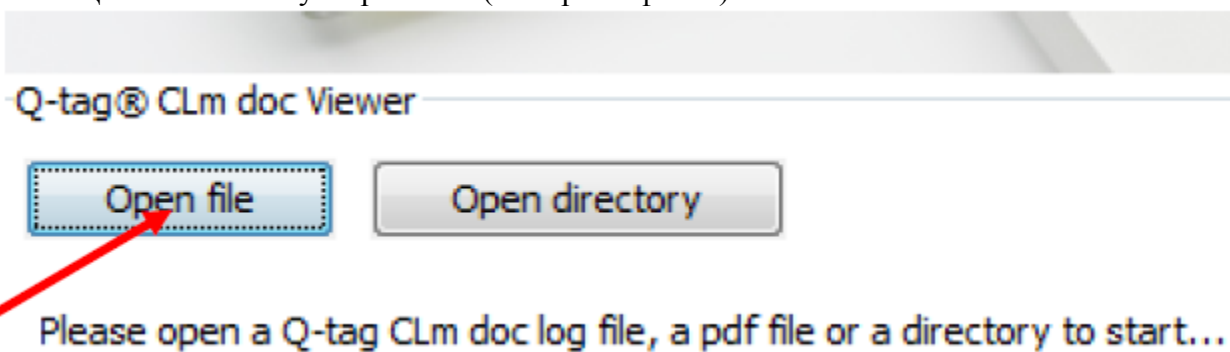 Q-tag® CLm doc Viewer
Open file
Open directory
Please open a Q-tag CLm doc log file, a pdf file or a directory to start...